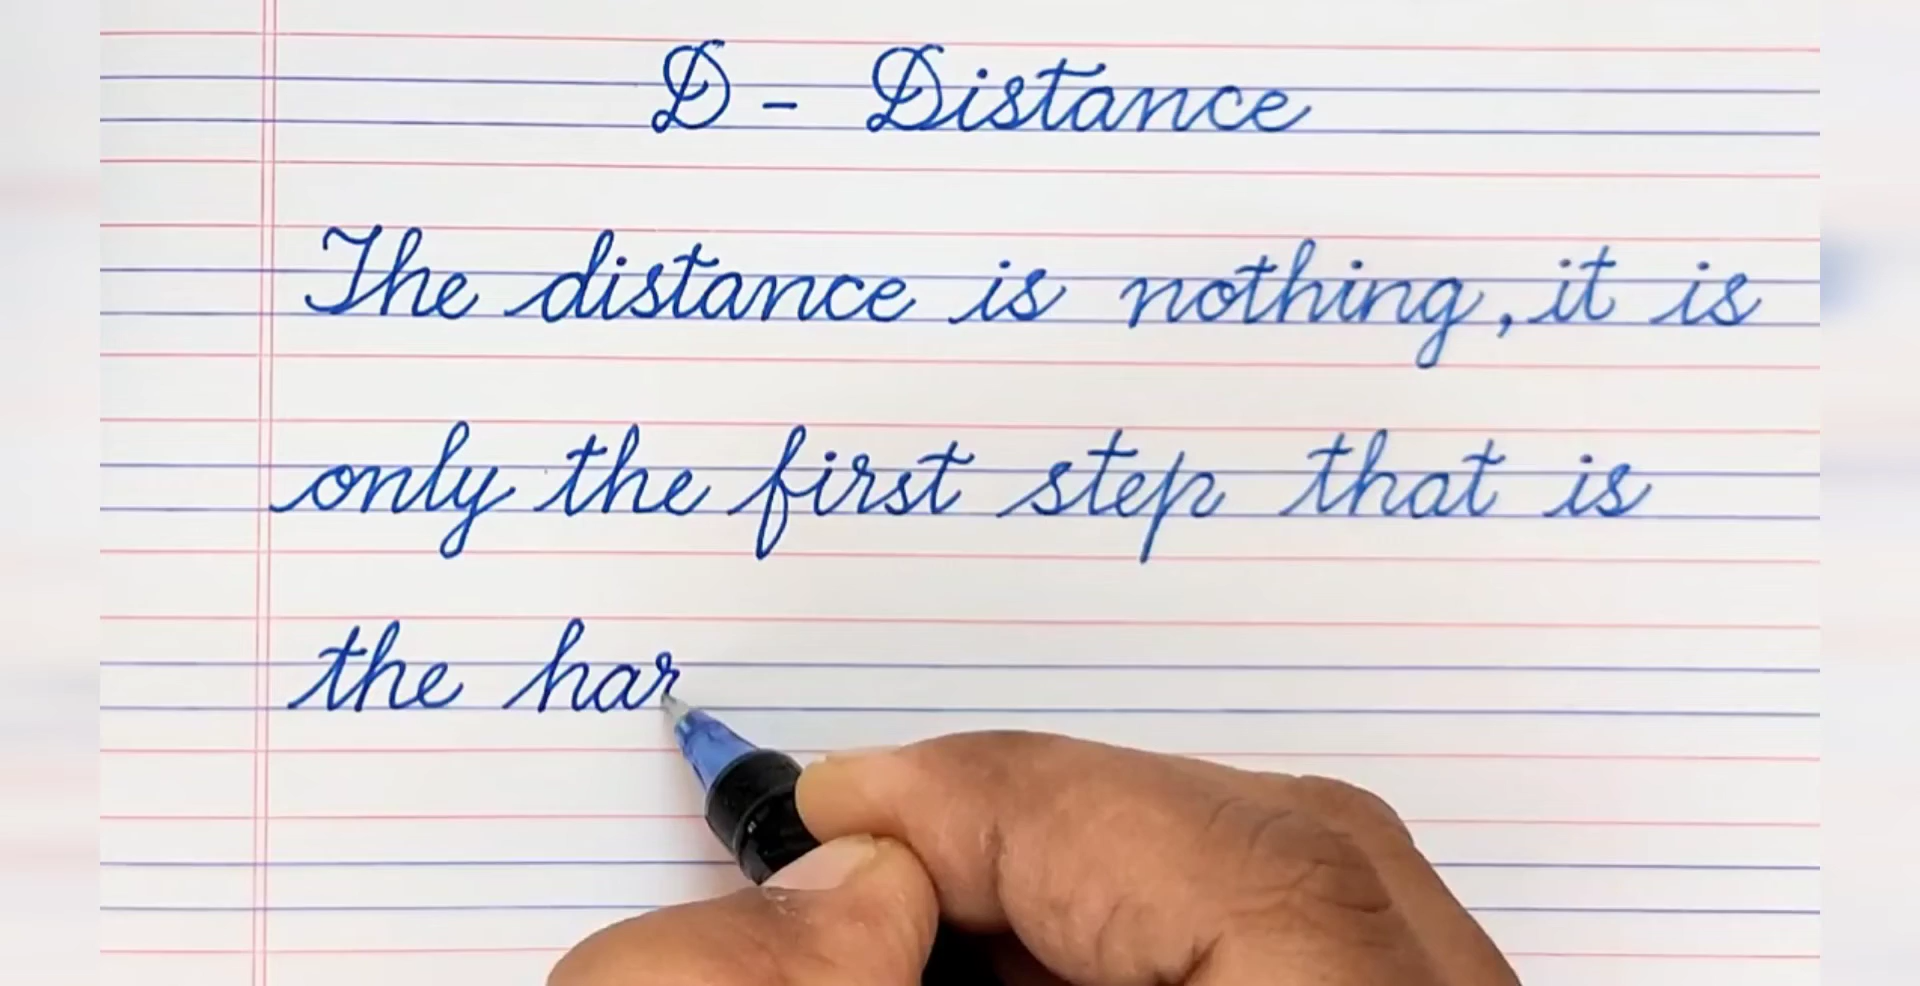 D - Distance
The distance is nothing, it is
only the first step that is
the har